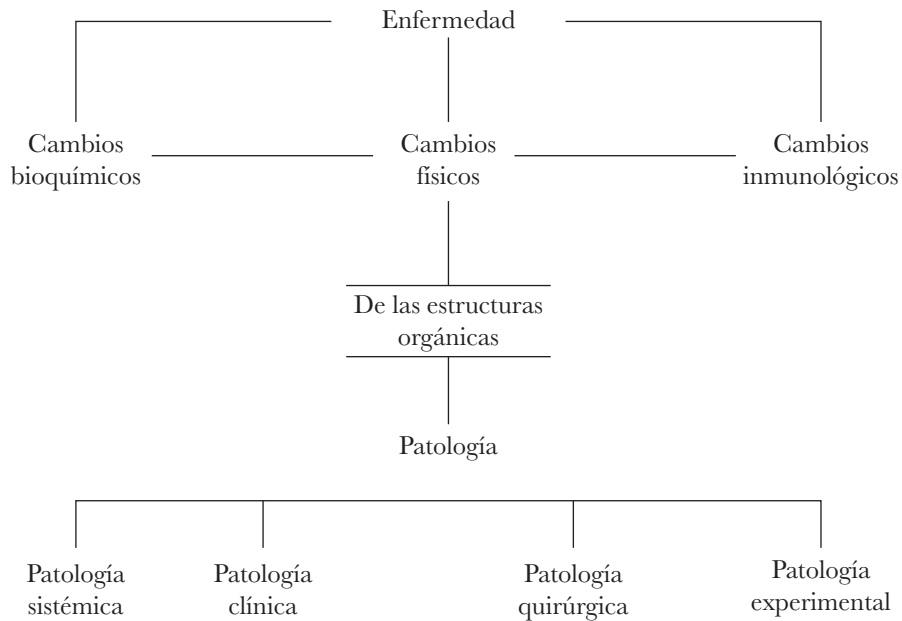 Enfermedad
Cambios
bioquímicos
Cambios
físicos
Cambios
inmunológicos
De las estructuras
orgánicas
Patología
Patología
sistémica
Patología
clínica
Patología
quirúrgica
Patología
experimental